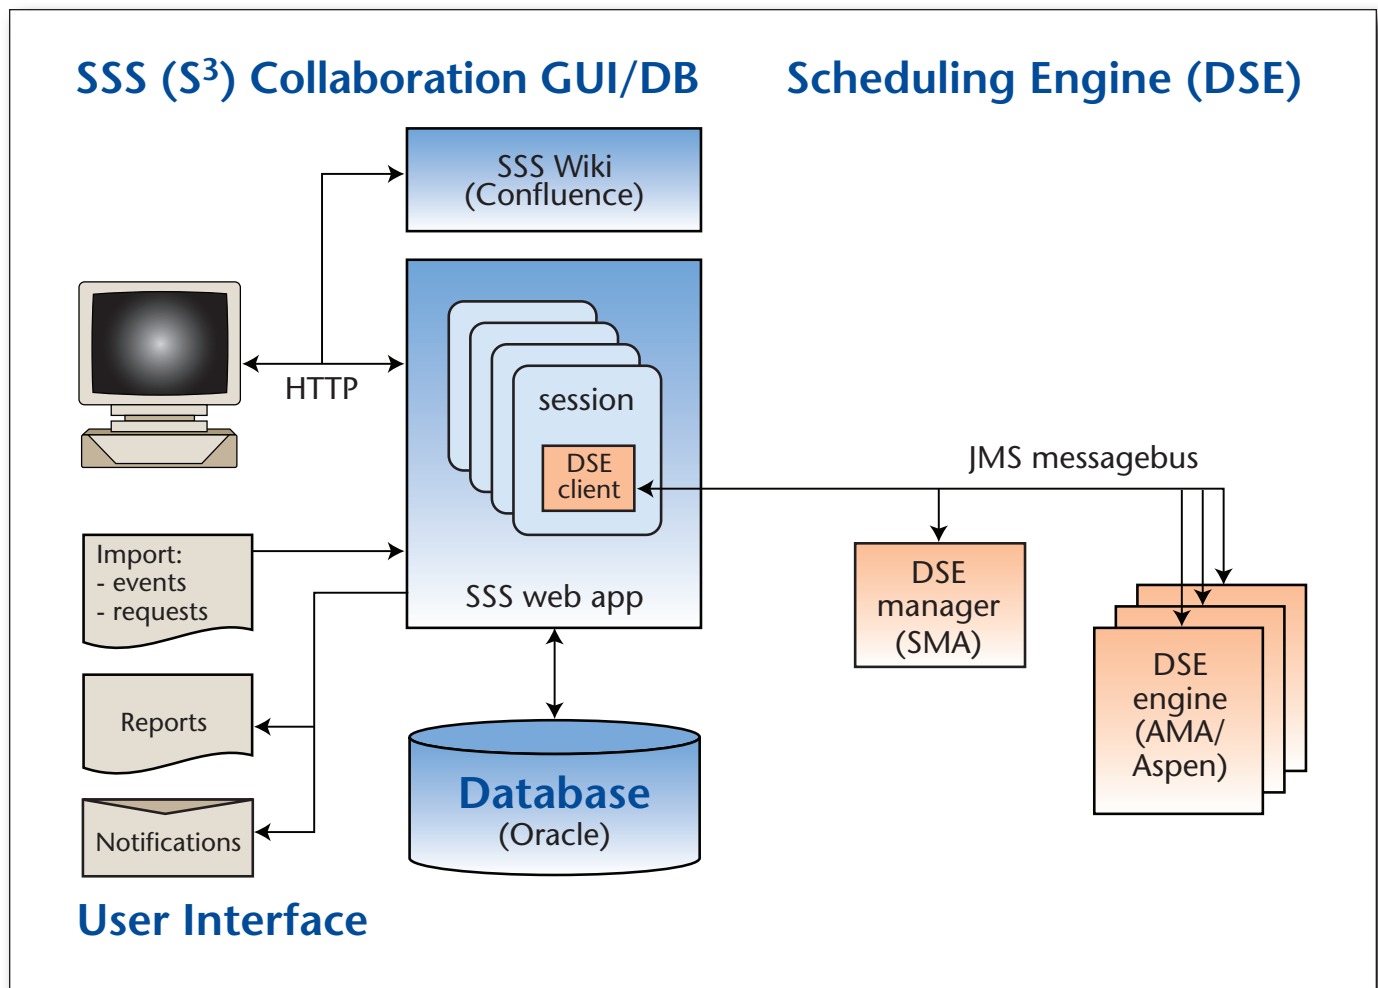 SSS (S³) Collaboration GUI/DB
Scheduling Engine (DSE)
SSS Wiki
(Confluence)
HTTP
session
DSE
client
JMS messagebus
Import:
- events
- requests
SSS web app
DSE
manager
(SMA)
DSE
engine
(AMA/
Aspen)
Reports
Database
(Oracle)
Notifications
User Interface